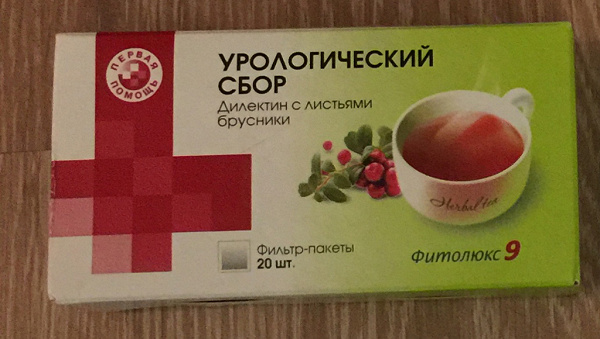 ПЕРВАЯ
ПОМОЩЬ
УРОЛОГИЧЕСКИЙ
СБОР
Дилектин с листьями
брусники
Herbal tea
Фильтр-пакеты
20 шт.
Фитолюкс 9